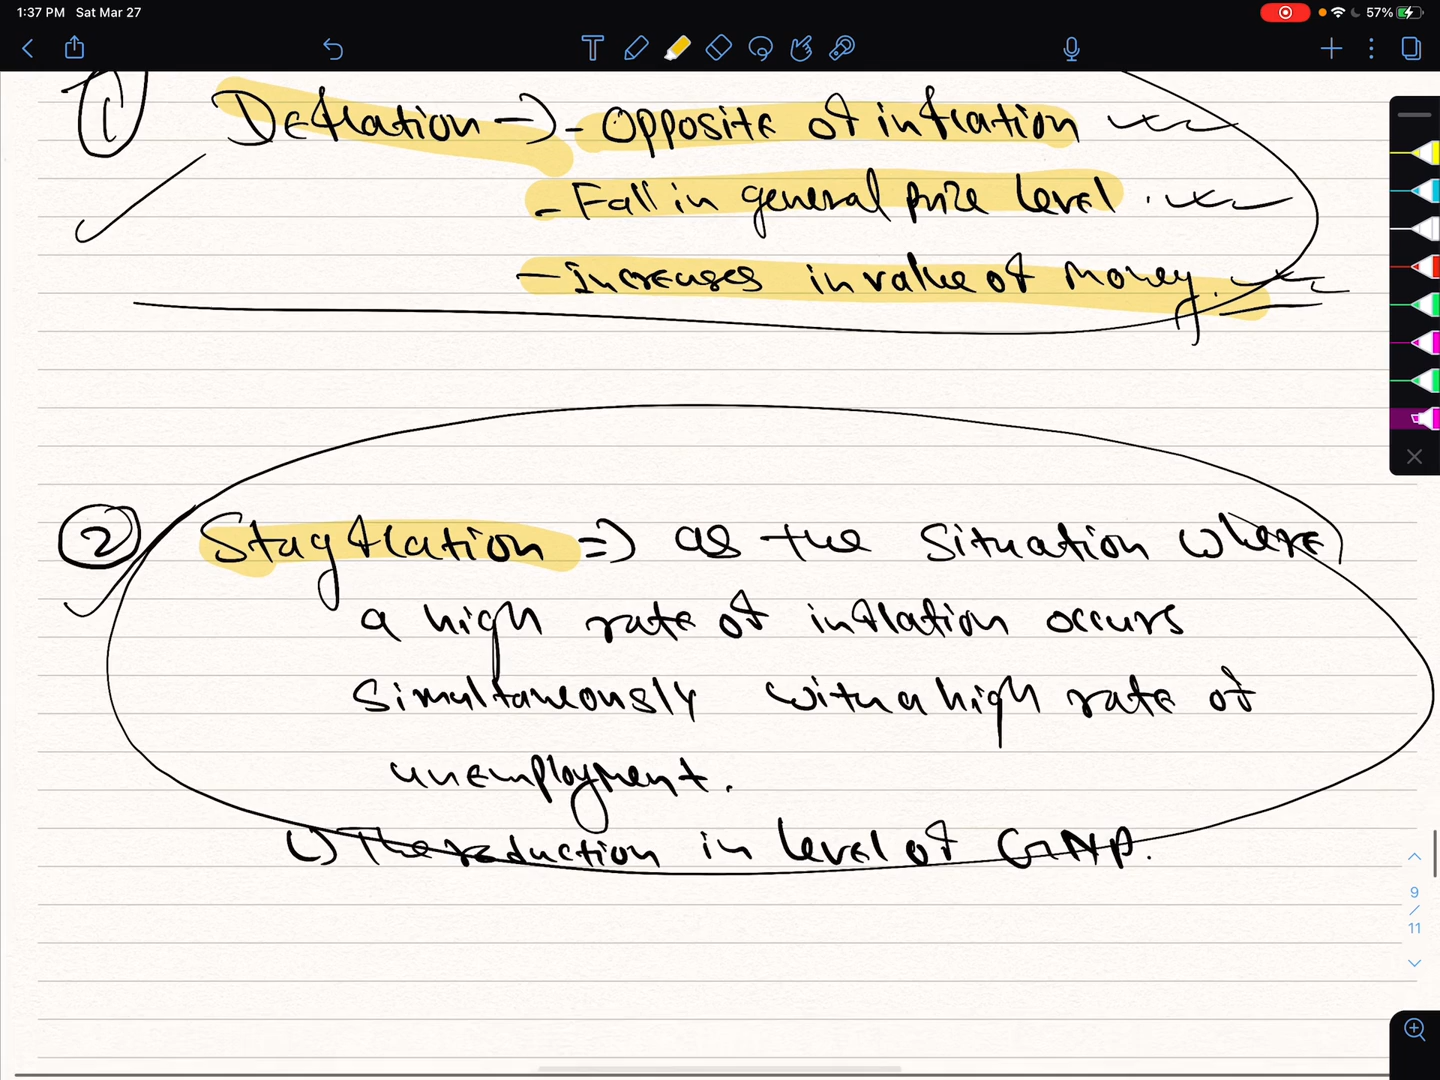 1:37 PM Sat Mar 27
57%
① Deflation → - Opposite of inflation
- Fall in general price level.
- Increases in value of money.
② Stagflation ⇒ as the situation where
a high rate of inflation occurs
simultaneously with a high rate of
unemployment.
The reduction in level of GNP.
9
/
11